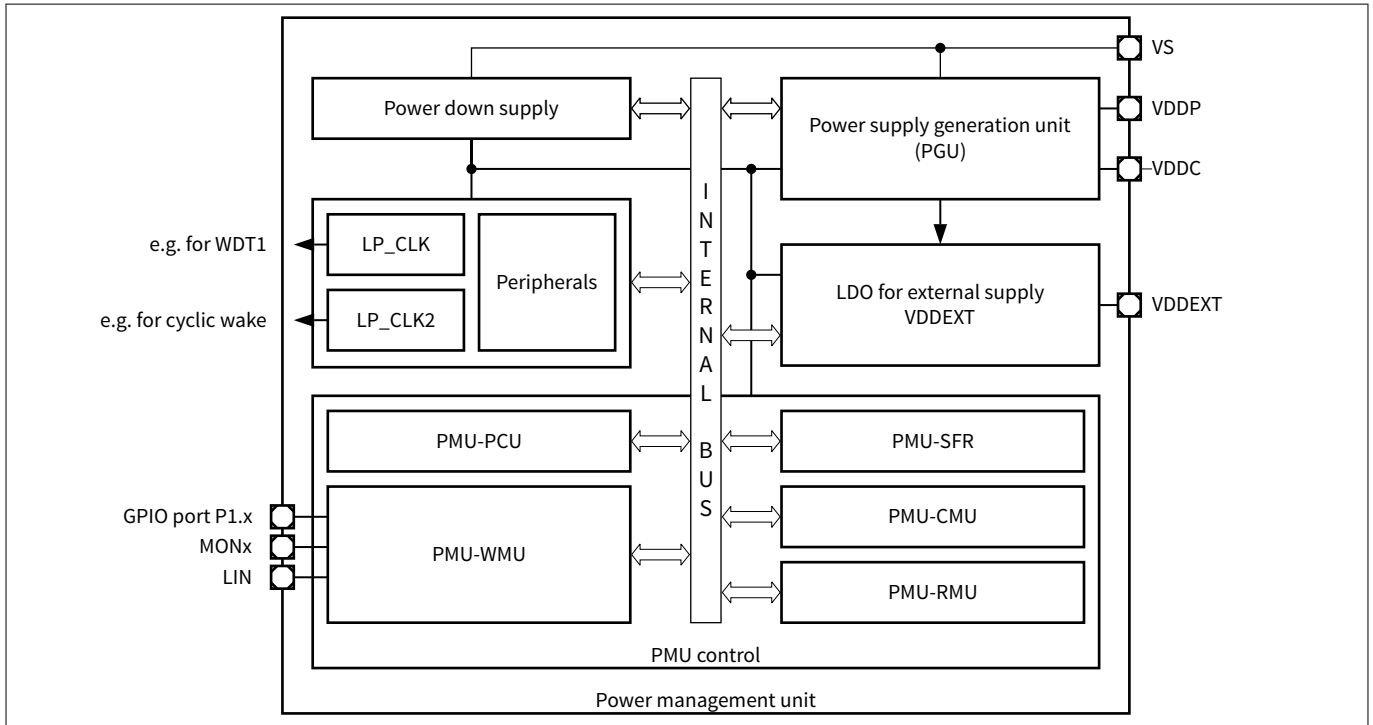 VS
Power down supply
VDDP
Power supply generation unit
(PGU)
VDDC
INTERNAL BUS
e.g. for WDT1
LP_CLK
Peripherals
LDO for external supply
VDDEXT
VDDEXT
e.g. for cyclic wake
LP_CLK2
PMU-PCU
PMU-SFR
GPIO port P1.x
PMU-CMU
MONx
PMU-WMU
LIN
PMU-RMU
PMU control
Power management unit